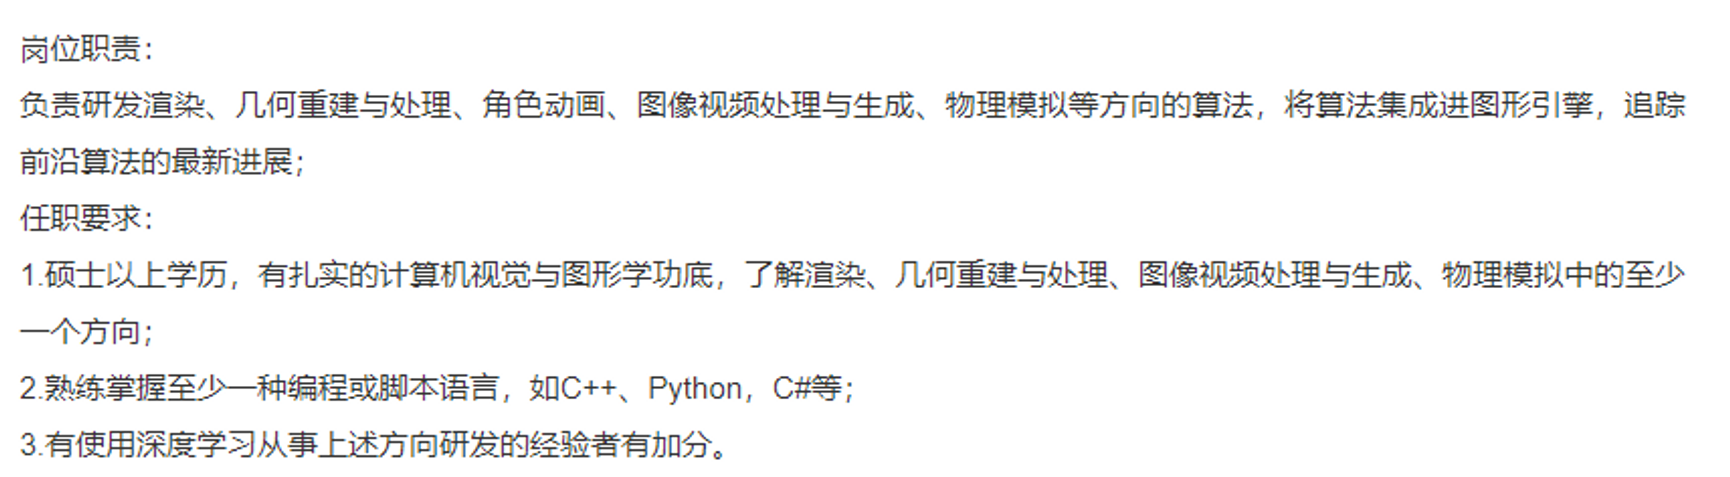 岗位职责：
负责研发渲染、几何重建与处理、角色动画、图像视频处理与生成、物理模拟等方向的算法，将算法集成进图形引擎，追踪
前沿算法的最新进展；
任职要求：
1.硕士以上学历，有扎实的计算机视觉与图形学功底，了解渲染、几何重建与处理、图像视频处理与生成、物理模拟中的至少
一个方向；
2.熟练掌握至少一种编程或脚本语言，如C++、Python，C#等；
3.有使用深度学习从事上述方向研发的经验者有加分。